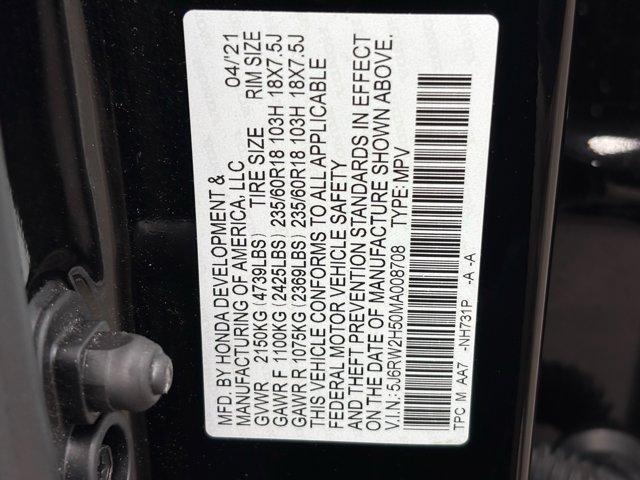 MFD. BY HONDA DEVELOPMENT &
MANUFACTURING OF AMERICA, LLC 04/'21
GVWR 2150KG (4739LBS) TIRE SIZE RIM SIZE
GAWR F 1100KG (2425LBS) 235/60R18 103H 18X7.5J
GAWR R 1075KG (2369LBS) 235/60R18 103H 18X7.5J
THIS VEHICLE CONFORMS TO ALL APPLICABLE
FEDERAL MOTOR VEHICLE SAFETY
AND THEFT PREVENTION STANDARDS IN EFFECT
ON THE DATE OF MANUFACTURE SHOWN ABOVE.
V.I.N.: 5J6RW2H50MA008708 TYPE: MPV
TPC M AA7 -NH731P -A -A